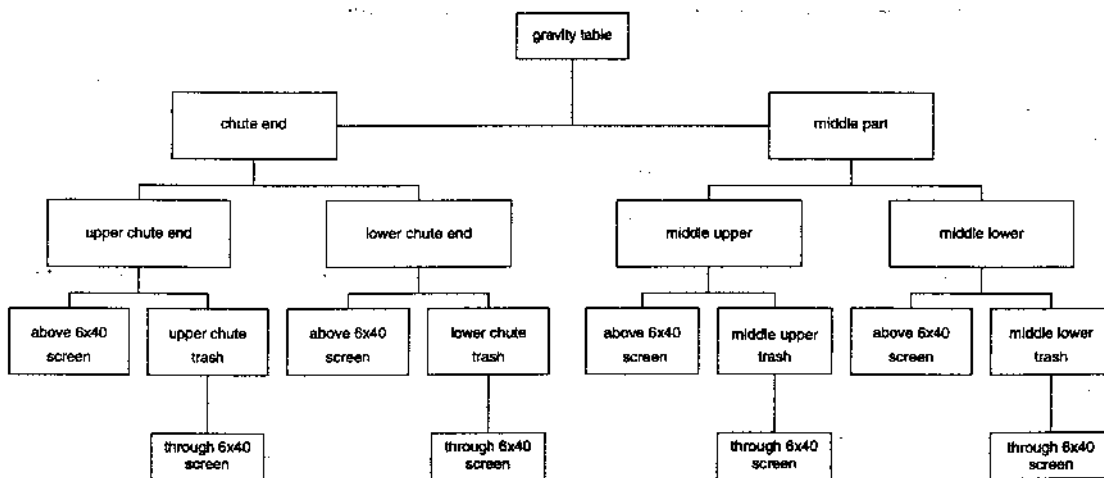 gravity table
chute end
middle part
upper chute end
lower chute end
middle upper
middle lower
above 6x40
screen
upper chute
trash
above 6x40
screen
lower chute
trash
above 6x40
screen
middle upper
trash
above 6x40
screen
middle lower
trash
through 6x40
screen
through 6x40
screen
through 6x40
screen
through 6x40
screen